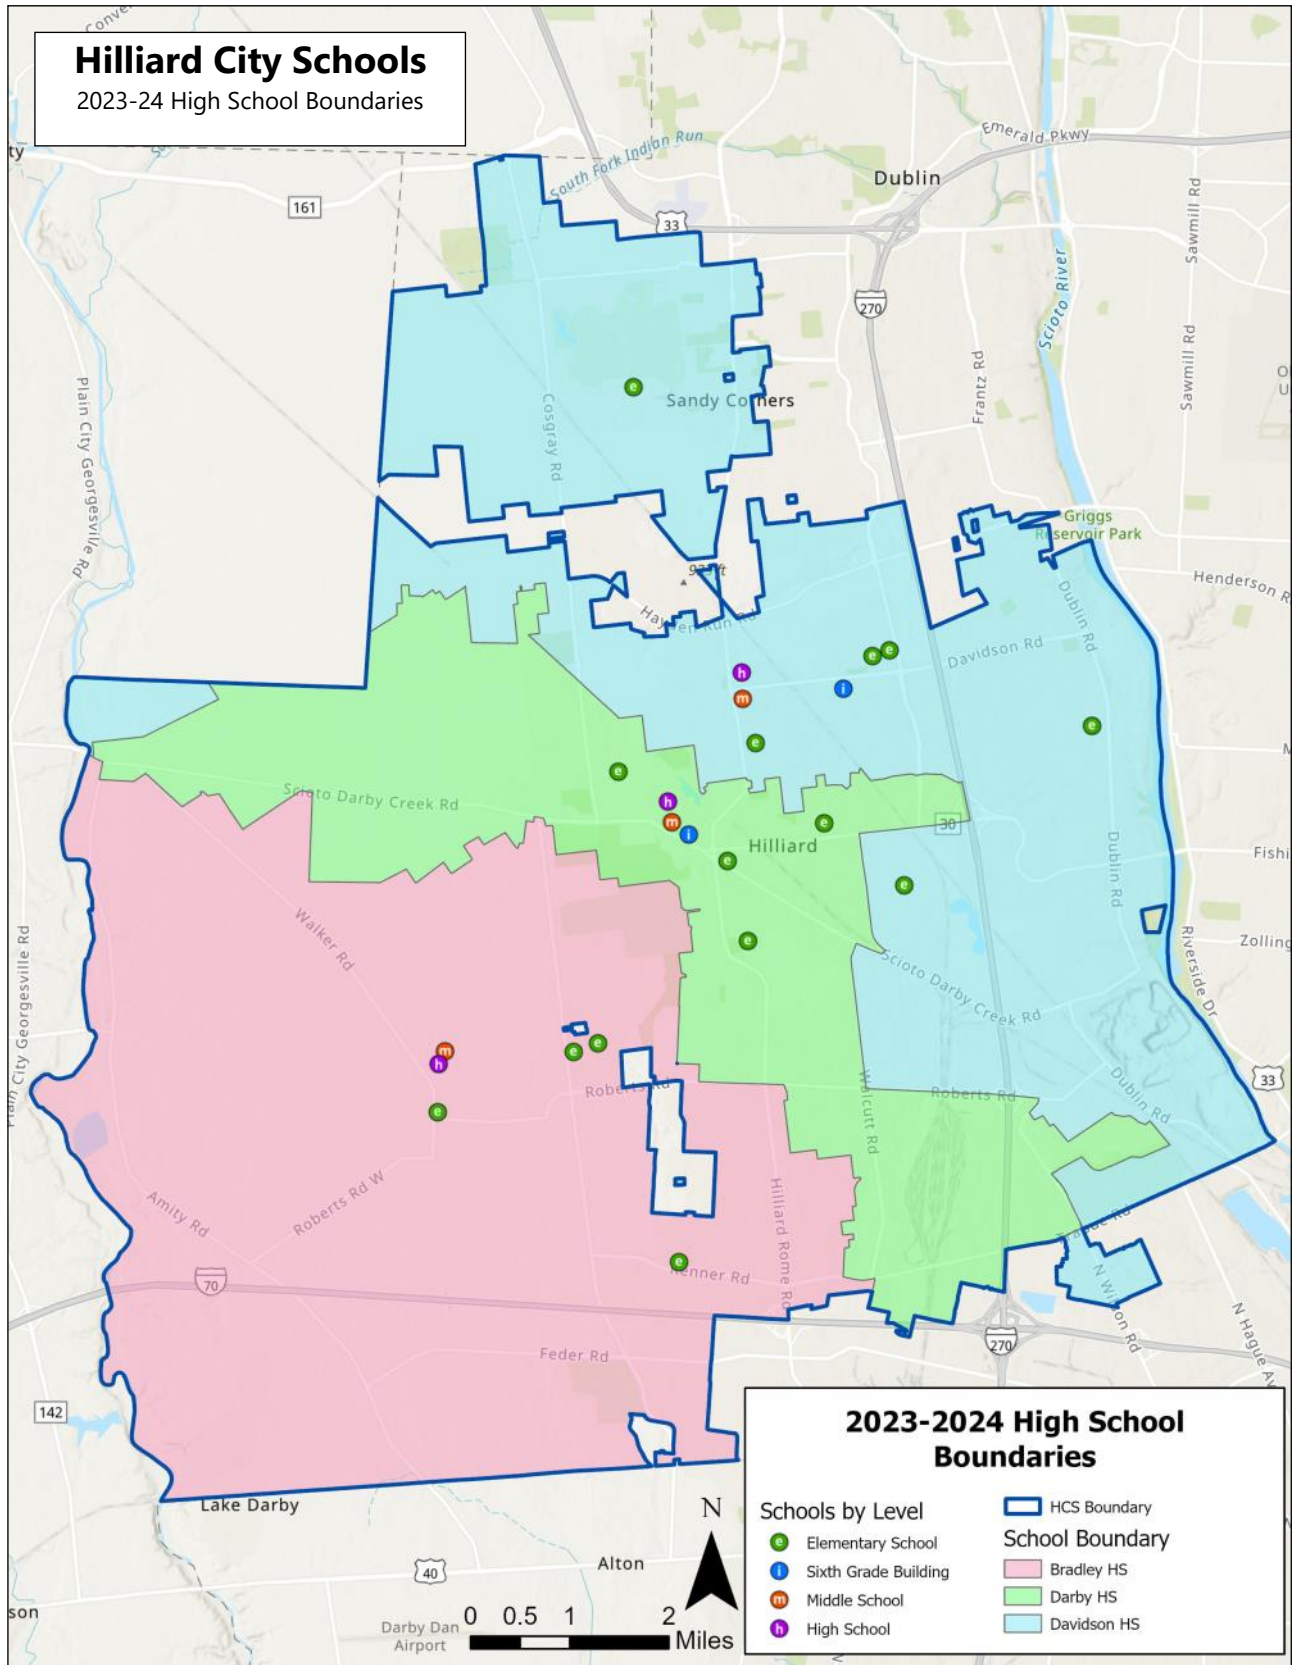 Hilliard City Schools
2023-24 High School Boundaries
South Fork Indian Run
Emerald Pkwy
ty
161
Dublin
33
Sawmill Rd
Scioto River
270
Frantz Rd
Sawmill Rd
Plain City Georgesville Rd
Cosgray Rd
Sandy Corners
Griggs
Reservoir Park
Henderson R
Dublin Rd
Hayden Run Rd
Davidson Rd
h
m
i
e
e
e
e
e
e
e
e
e
e
h
m
i
Scioto Darby Creek Rd
Hilliard
30
Dublin Rd
Fishi
Riverside Dr
Zolling
Walker Rd
Scioto Darby Creek Rd
Plain City Georgesville Rd
m
h
e
e
e
Roberts Rd
Walcutt Rd
Roberts Rd
Dublin Rd
33
Amity Rd
Roberts Rd W
Hilliard Rome Rd
e
Renner Rd
70
N Wilson Rd
N Hague Av
270
Feder Rd
142
Lake Darby
Alton
40
son
Darby Dan
Airport
N
0 0.5 1 2
Miles
2023-2024 High School
Boundaries
Schools by Level
e Elementary School
i Sixth Grade Building
m Middle School
h High School
HCS Boundary
School Boundary
Bradley HS
Darby HS
Davidson HS